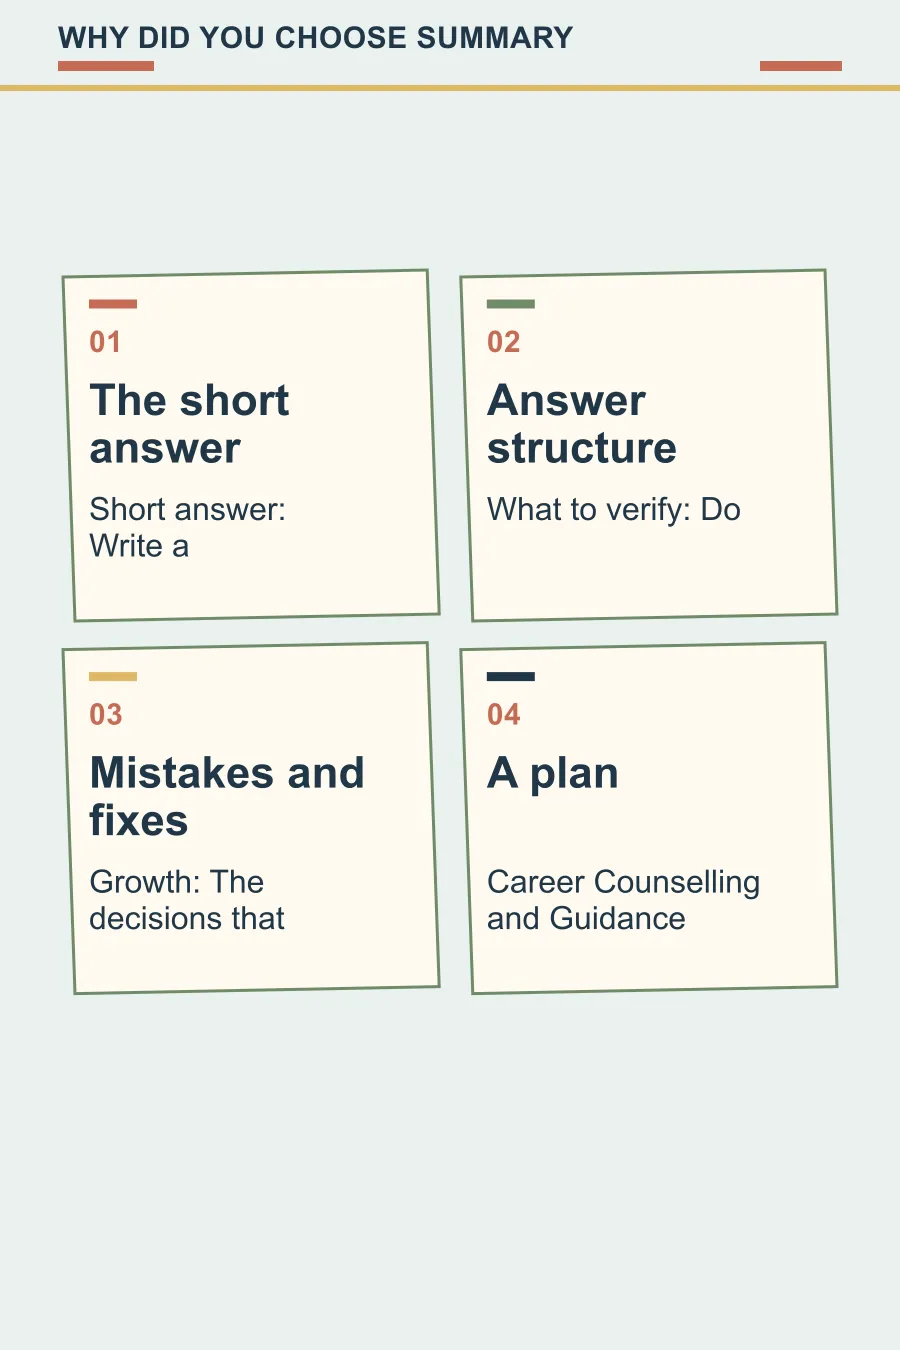 WHY DID YOU CHOOSE SUMMARY
01
The short
answer
Short answer:
Write a
02
Answer
structure
What to verify: Do
03
Mistakes and
fixes
Growth: The
decisions that
04
A plan
Career Counselling
and Guidance